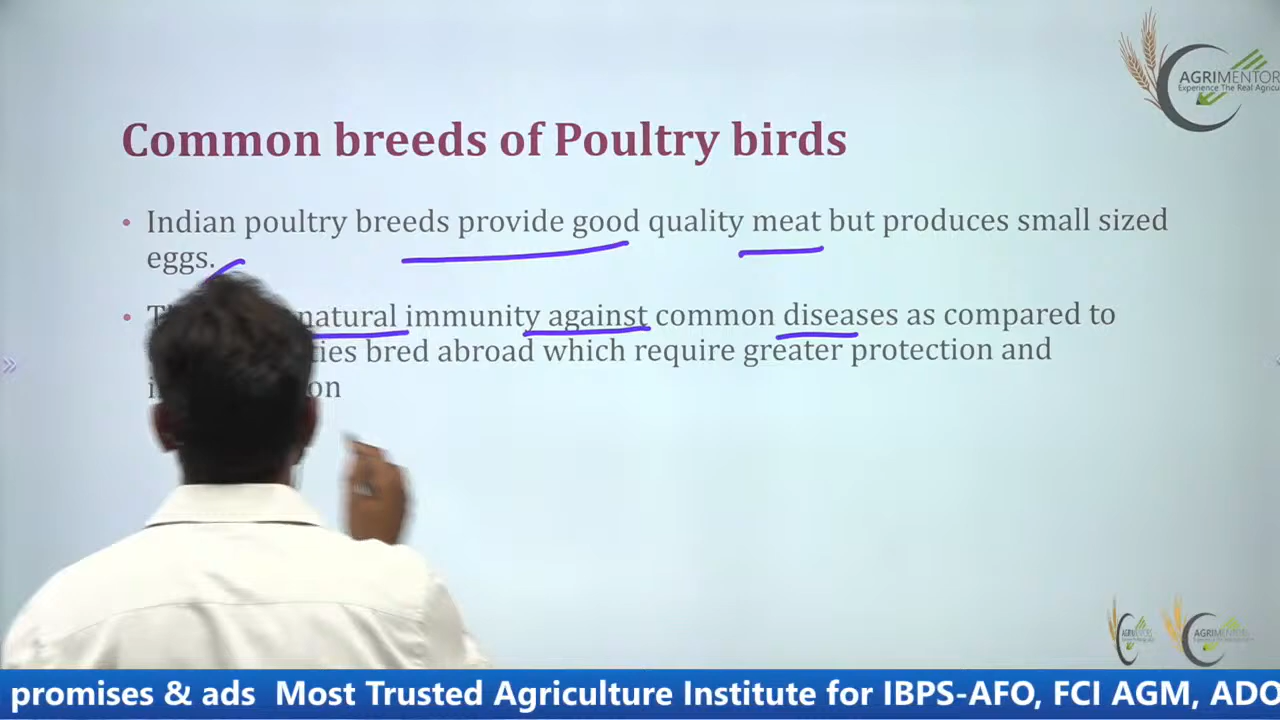 AGRIMENTOR
Experience The Real Agricu
Common breeds of Poultry birds
Indian poultry breeds provide good quality meat but produces small sized
eggs.
natural immunity against common diseases as compared to
bred abroad which require greater protection and
promises & ads Most Trusted Agriculture Institute for IBPS-AFO, FCI AGM, ADO